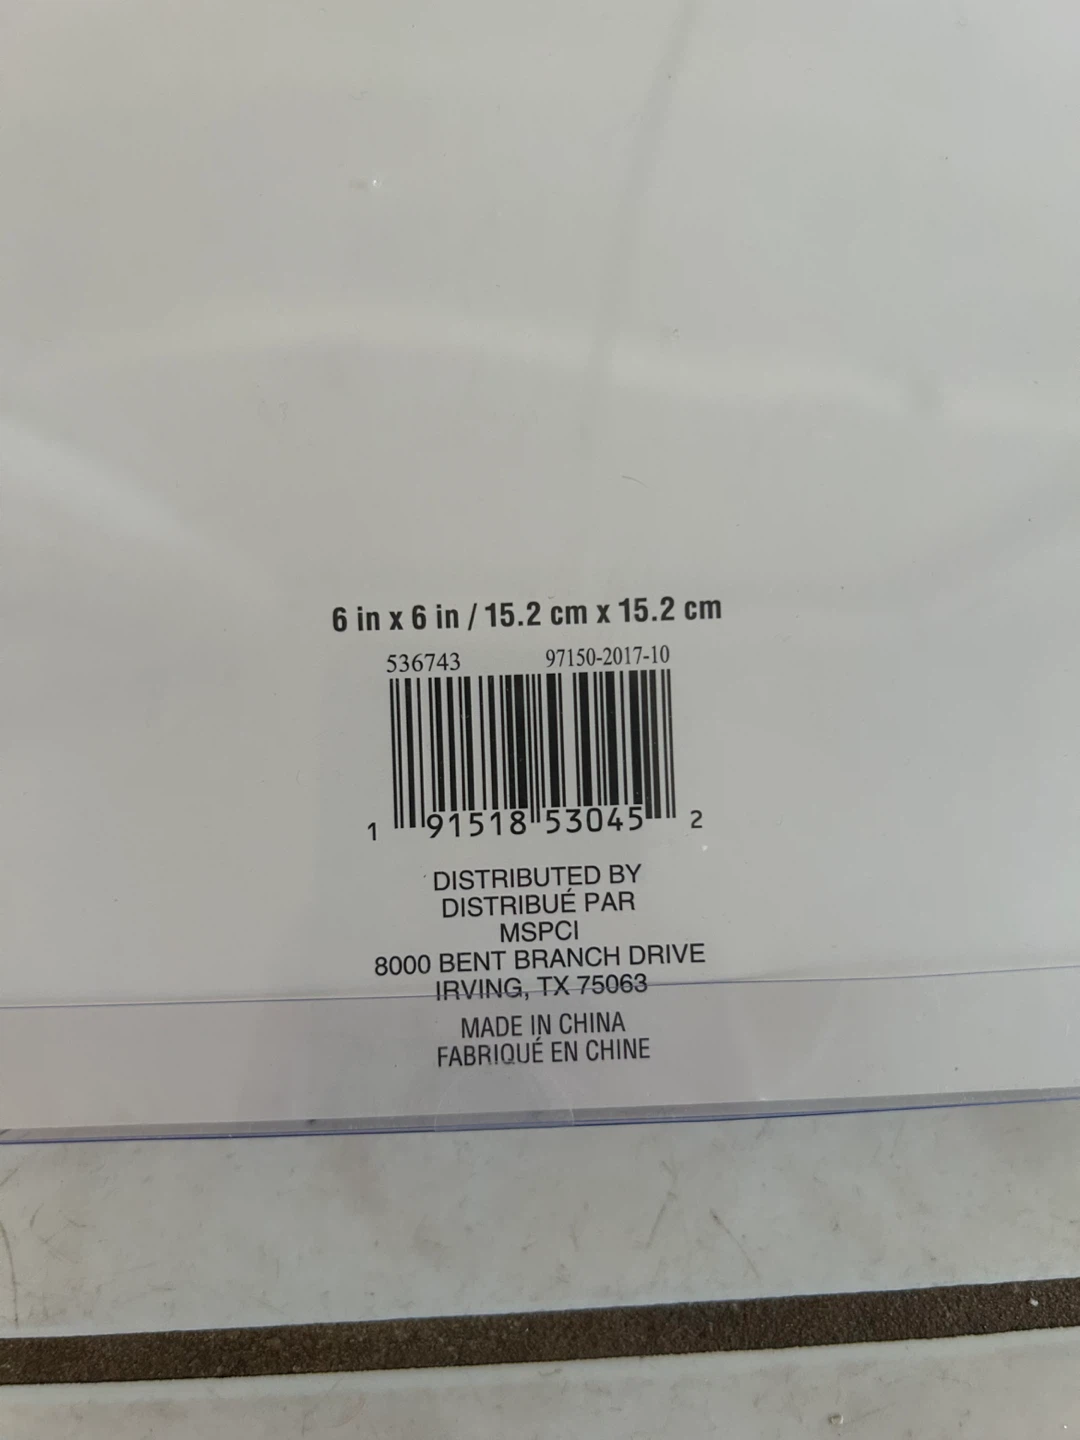 6 in x 6 in / 15.2 cm x 15.2 cm
536743 97150-2017-10
1 91518 53045 2
DISTRIBUTED BY
DISTRIBUÉ PAR
MSPCI
8000 BENT BRANCH DRIVE
IRVING, TX 75063
MADE IN CHINA
FABRIQUÉ EN CHINE